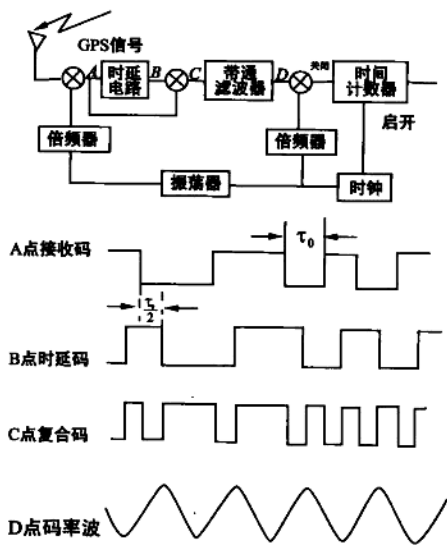 GPS信号
A
时延
电路
B
C
带通
滤波器
D
关闭
时间
计数器
启开
倍频器
倍频器
振荡器
时钟
A点接收码
τ₀
τ₀/2
B点时延码
C点复合码
D点码率波